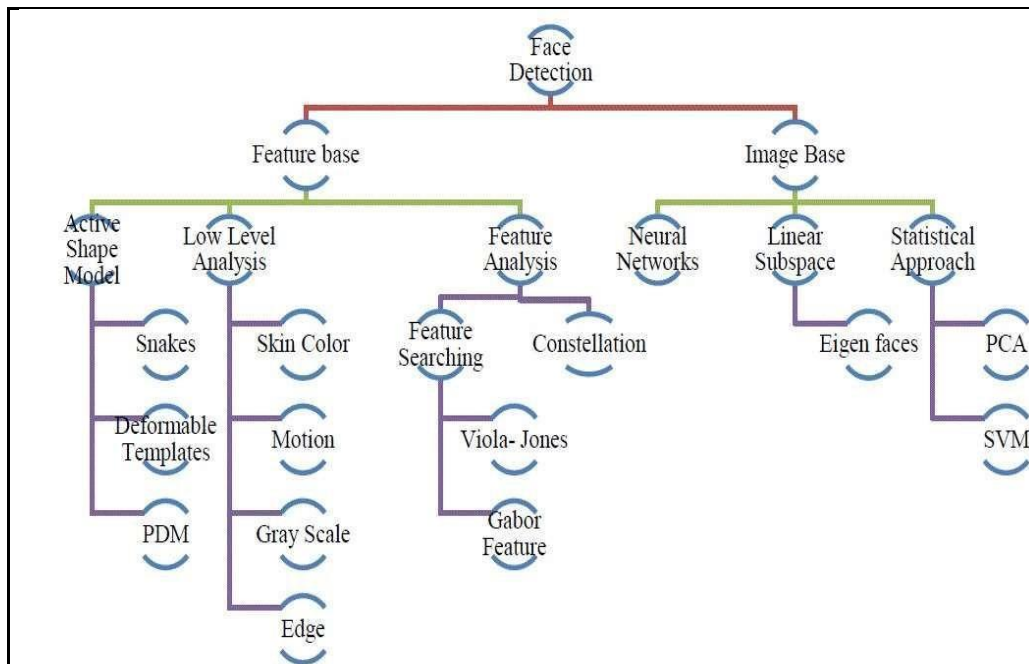 Face
Detection
Feature base
Image Base
Active
Shape
Model
Low Level
Analysis
Feature
Analysis
Neural
Networks
Linear
Subspace
Statistical
Approach
Snakes
Skin Color
Feature
Searching
Constellation
Eigen faces
PCA
Deformable
Templates
Motion
Viola- Jones
SVM
PDM
Gray Scale
Gabor
Feature
Edge